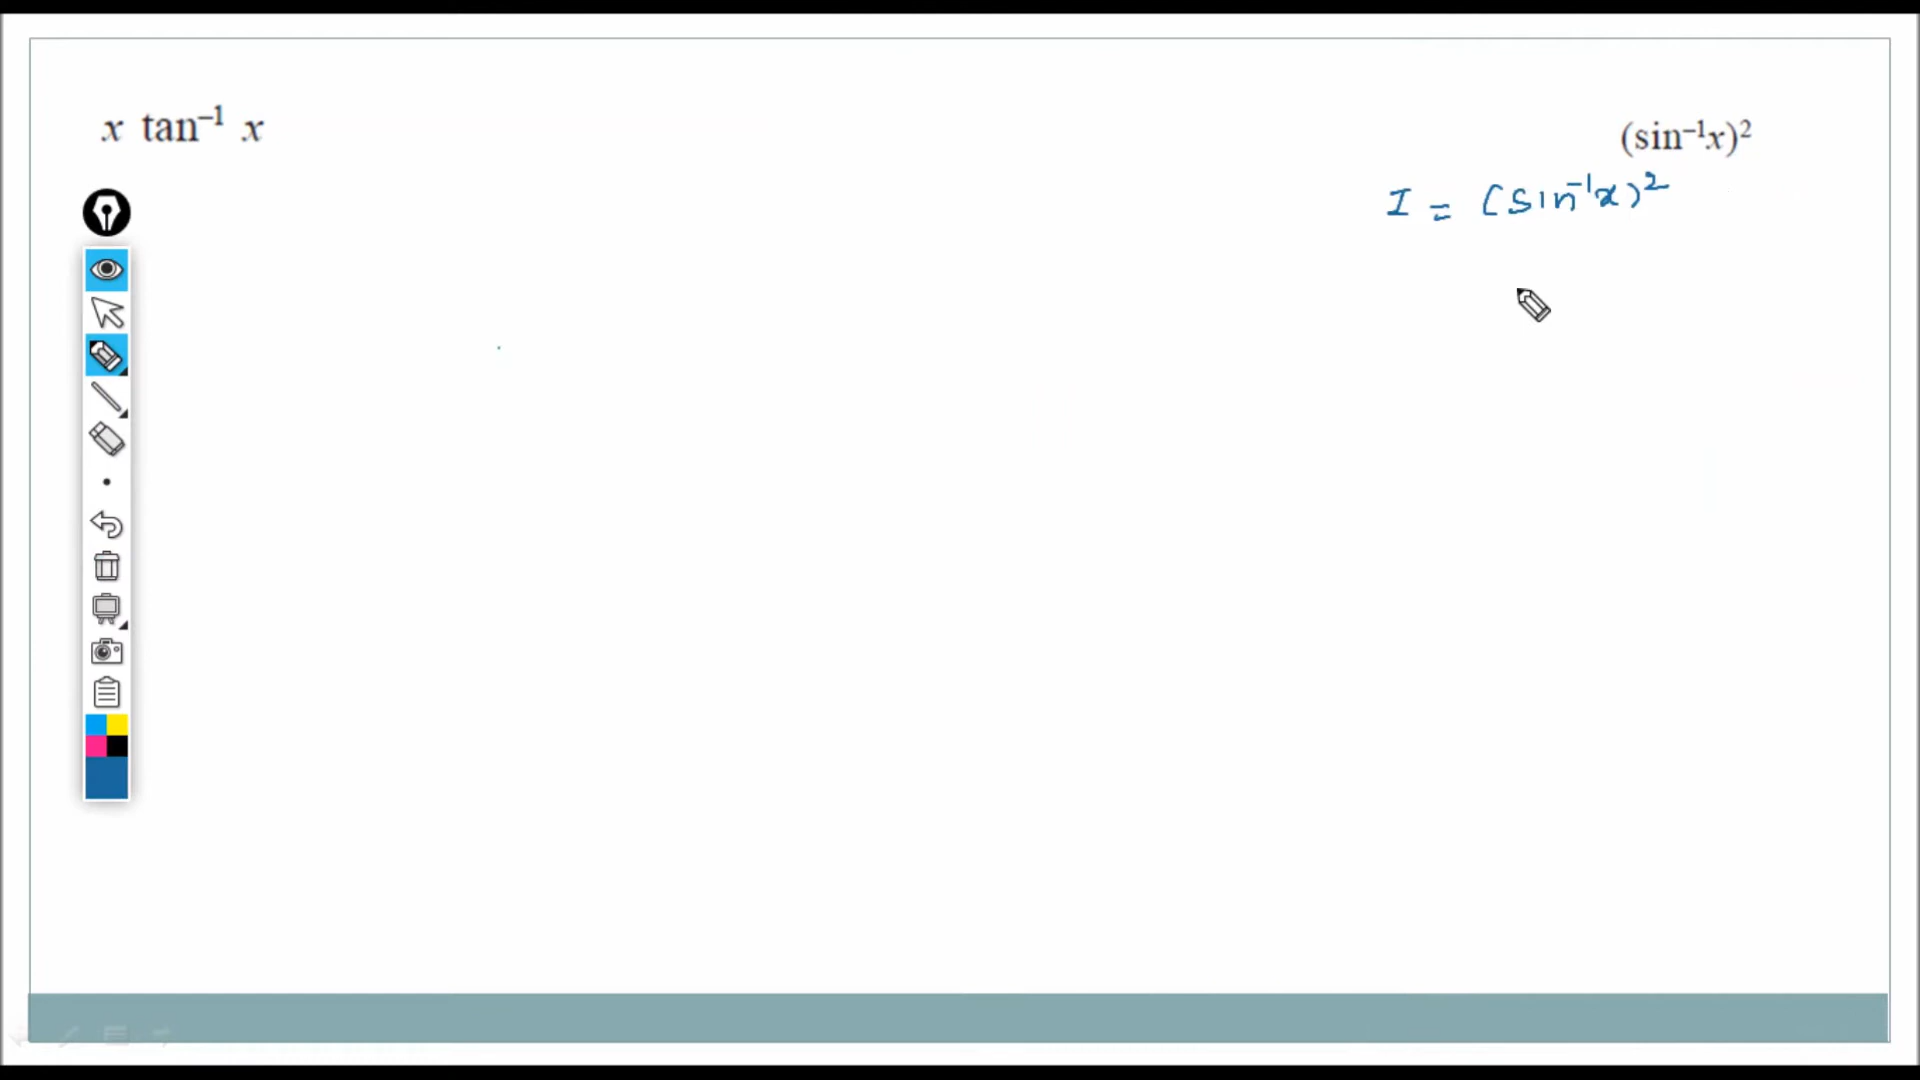 x tan⁻¹ x
(sin⁻¹x)²
I = (sin⁻¹x)²